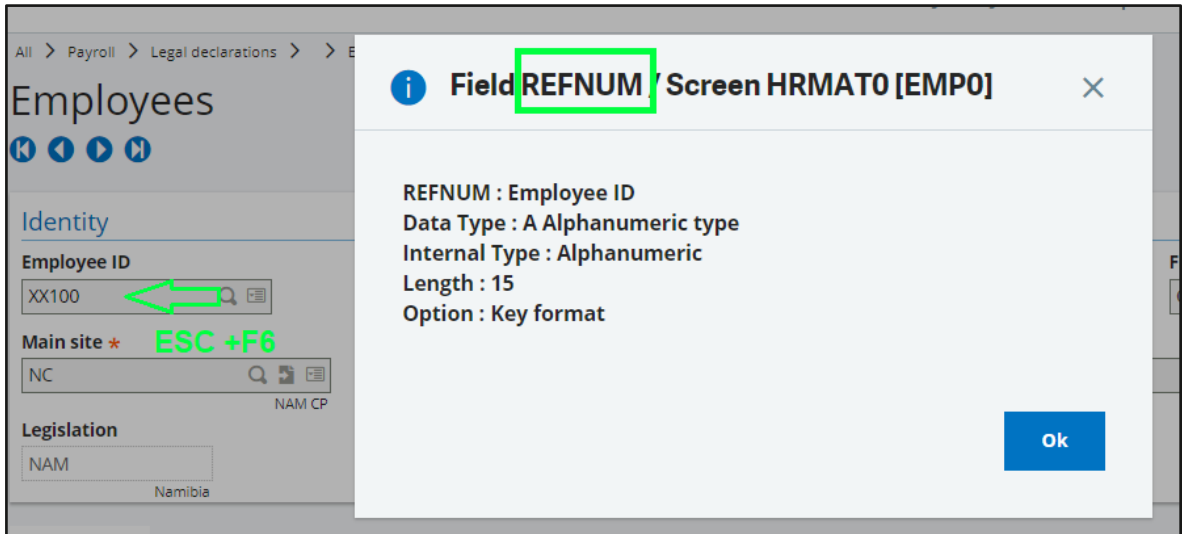 All > Payroll > Legal declarations > > E
Employees
Identity
Employee ID
XX100
ESC +F6
Main site *
NC
NAM CP
Legislation
NAM
Namibia
Field REFNUM / Screen HRMAT0 [EMP0]
REFNUM : Employee ID
Data Type : A Alphanumeric type
Internal Type : Alphanumeric
Length : 15
Option : Key format
Ok
F